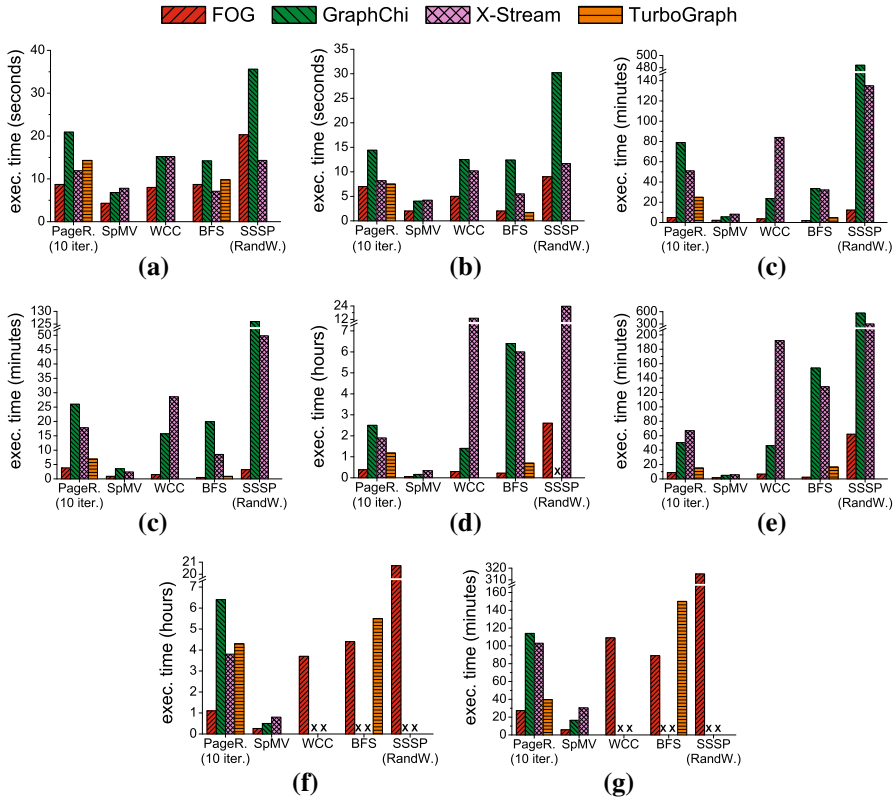 FOG GraphChi X-Stream TurboGraph
exec. time (seconds)
40
30
20
10
0
PageR. SpMV WCC BFS SSSP
(10 iter.) (RandW.)
(a)
exec. time (seconds)
35
30
25
20
15
10
5
0
PageR. SpMV WCC BFS SSSP
(10 iter.) (RandW.)
(b)
exec. time (minutes)
500
480
140
120
100
80
60
40
20
0
PageR. SpMV WCC BFS SSSP
(10 iter.) (RandW.)
(c)
exec. time (minutes)
130
125
50
45
40
35
30
25
20
15
10
5
0
PageR. SpMV WCC BFS SSSP
(10 iter.) (RandW.)
(c)
exec. time (hours)
24
12
7
6
5
4
3
2
1
0
x
PageR. SpMV WCC BFS SSSP
(10 iter.) (RandW.)
(d)
exec. time (minutes)
600
300
200
180
160
140
120
100
80
60
40
20
0
PageR. SpMV WCC BFS SSSP
(10 iter.) (RandW.)
(e)
exec. time (hours)
21
20
7
6
5
4
3
2
1
0
x x x x x x
PageR. SpMV WCC BFS SSSP
(10 iter.) (RandW.)
(f)
exec. time (minutes)
320
310
160
140
120
100
80
60
40
20
0
x x x x x x
PageR. SpMV WCC BFS SSSP
(10 iter.) (RandW.)
(g)